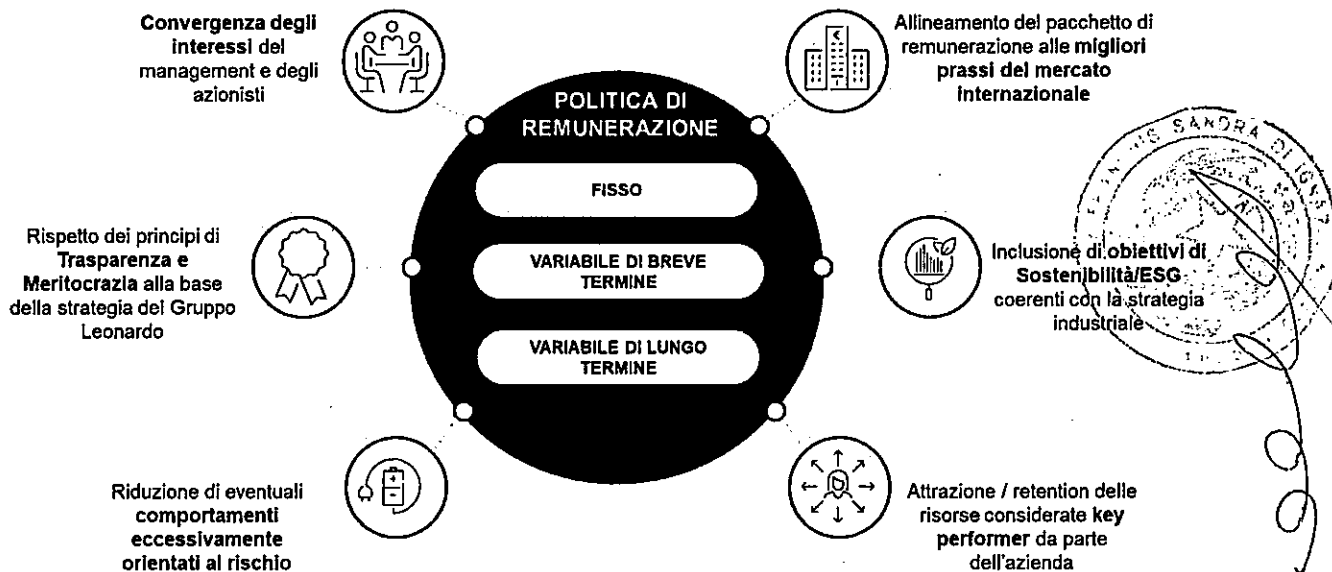 Convergenza degli
interessi del
management e degli
azionisti
Allineamento del pacchetto di
remunerazione alle migliori
prassi del mercato
internazionale
POLITICA DI
REMUNERAZIONE
FISSO
VARIABILE DI BREVE
TERMINE
VARIABILE DI LUNGO
TERMINE
Rispetto dei principi di
Trasparenza e
Meritocrazia alla base
della strategia del Gruppo
Leonardo
Inclusione di obiettivi di
Sostenibilità/ESG
coerenti con la strategia
industriale
Riduzione di eventuali
comportamenti
eccessivamente
orientati al rischio
Attrazione / retention delle
risorse considerate key
performer da parte
dell'azienda
SANDRA DI